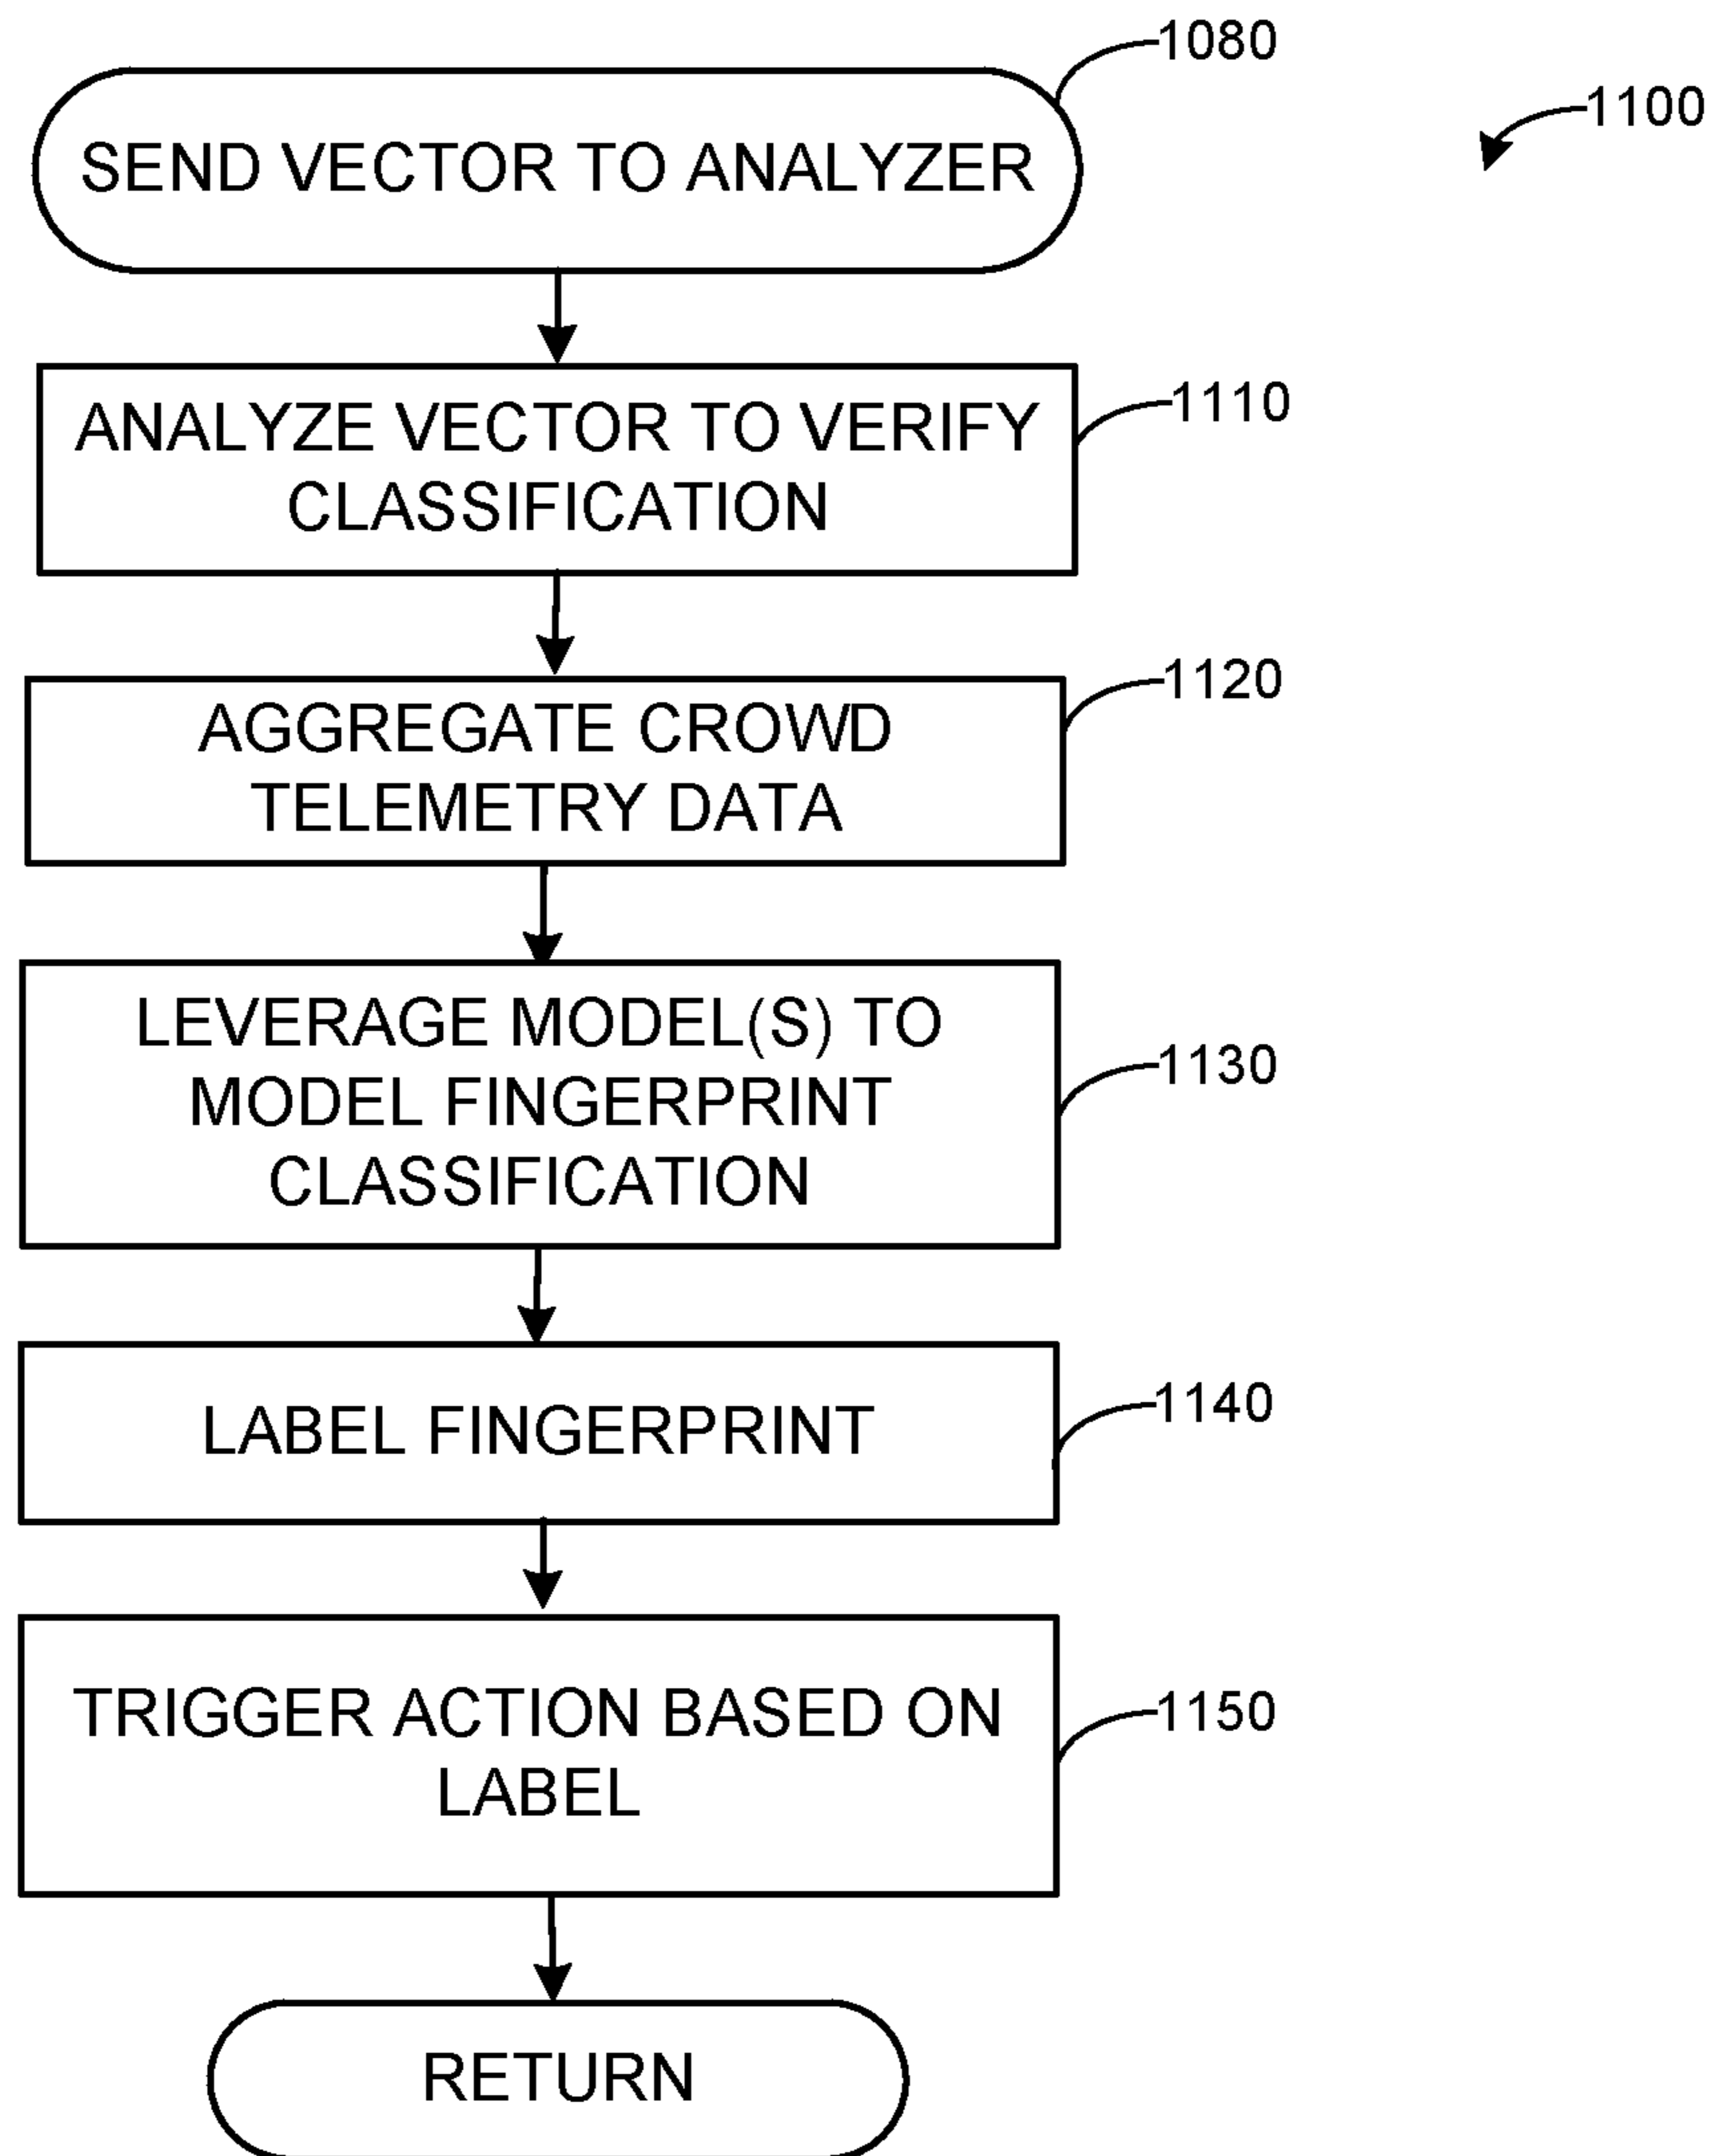 1080
1100
SEND VECTOR TO ANALYZER
1110
ANALYZE VECTOR TO VERIFY
CLASSIFICATION
1120
AGGREGATE CROWD
TELEMETRY DATA
1130
LEVERAGE MODEL(S) TO
MODEL FINGERPRINT
CLASSIFICATION
1140
LABEL FINGERPRINT
1150
TRIGGER ACTION BASED ON
LABEL
RETURN